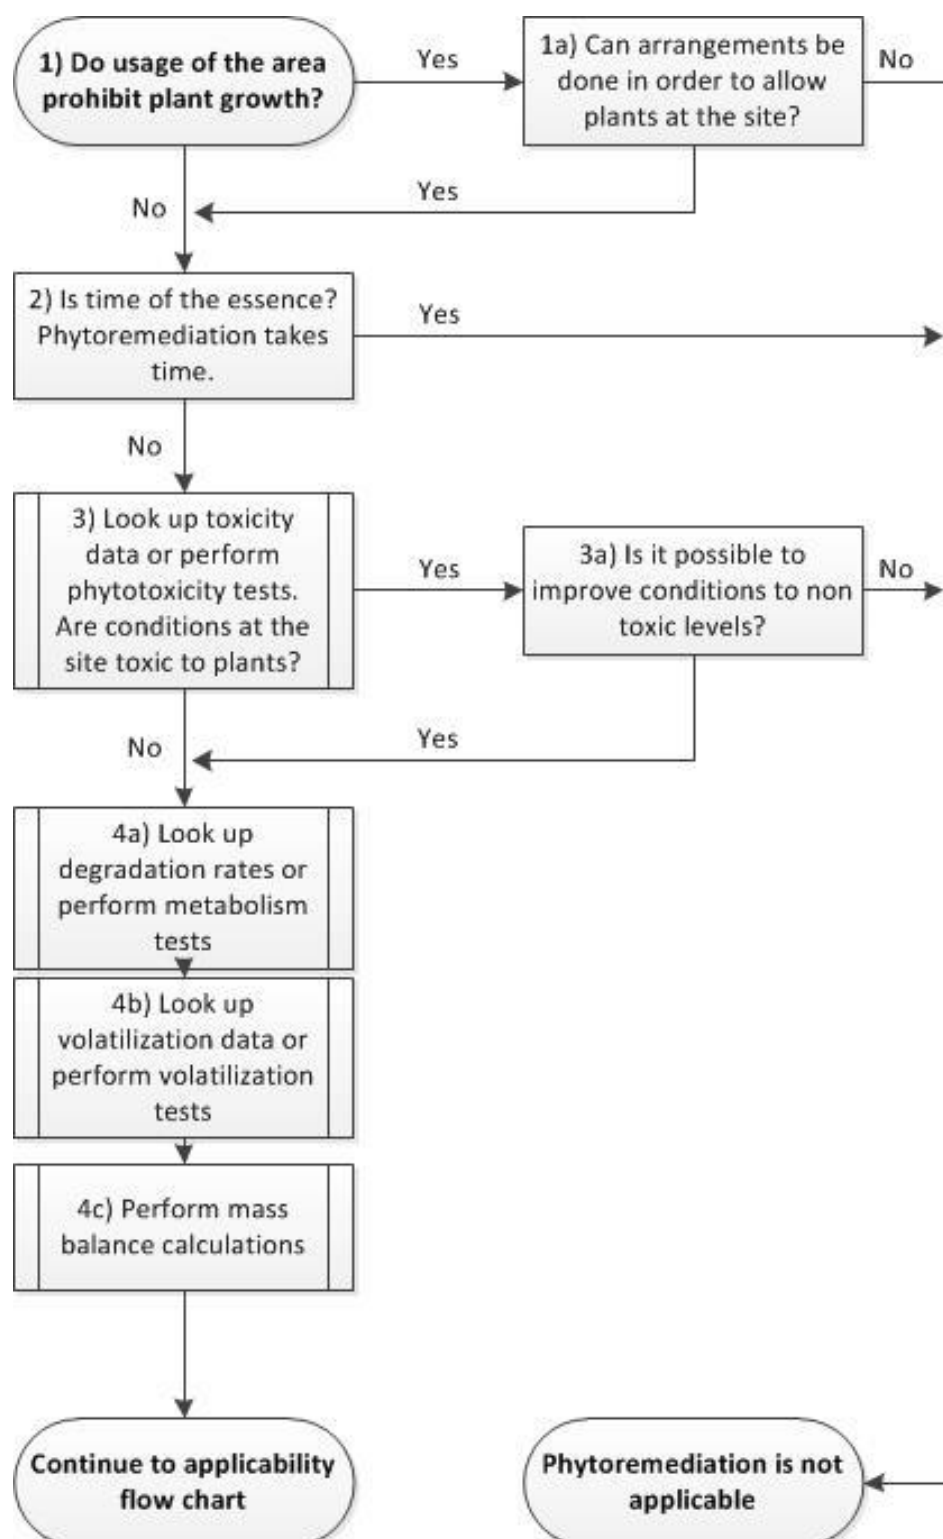 1) Do usage of the area
prohibit plant growth?
Yes
1a) Can arrangements be
done in order to allow
plants at the site?
No
Yes
No
2) Is time of the essence?
Phytoremediation takes
time.
Yes
No
3) Look up toxicity
data or perform
phytotoxicity tests.
Are conditions at the
site toxic to plants?
Yes
3a) Is it possible to
improve conditions to non
toxic levels?
No
Yes
No
4a) Look up
degradation rates or
perform metabolism
tests
4b) Look up
volatilization data or
perform volatilization
tests
4c) Perform mass
balance calculations
Continue to applicability
flow chart
Phytoremediation is not
applicable